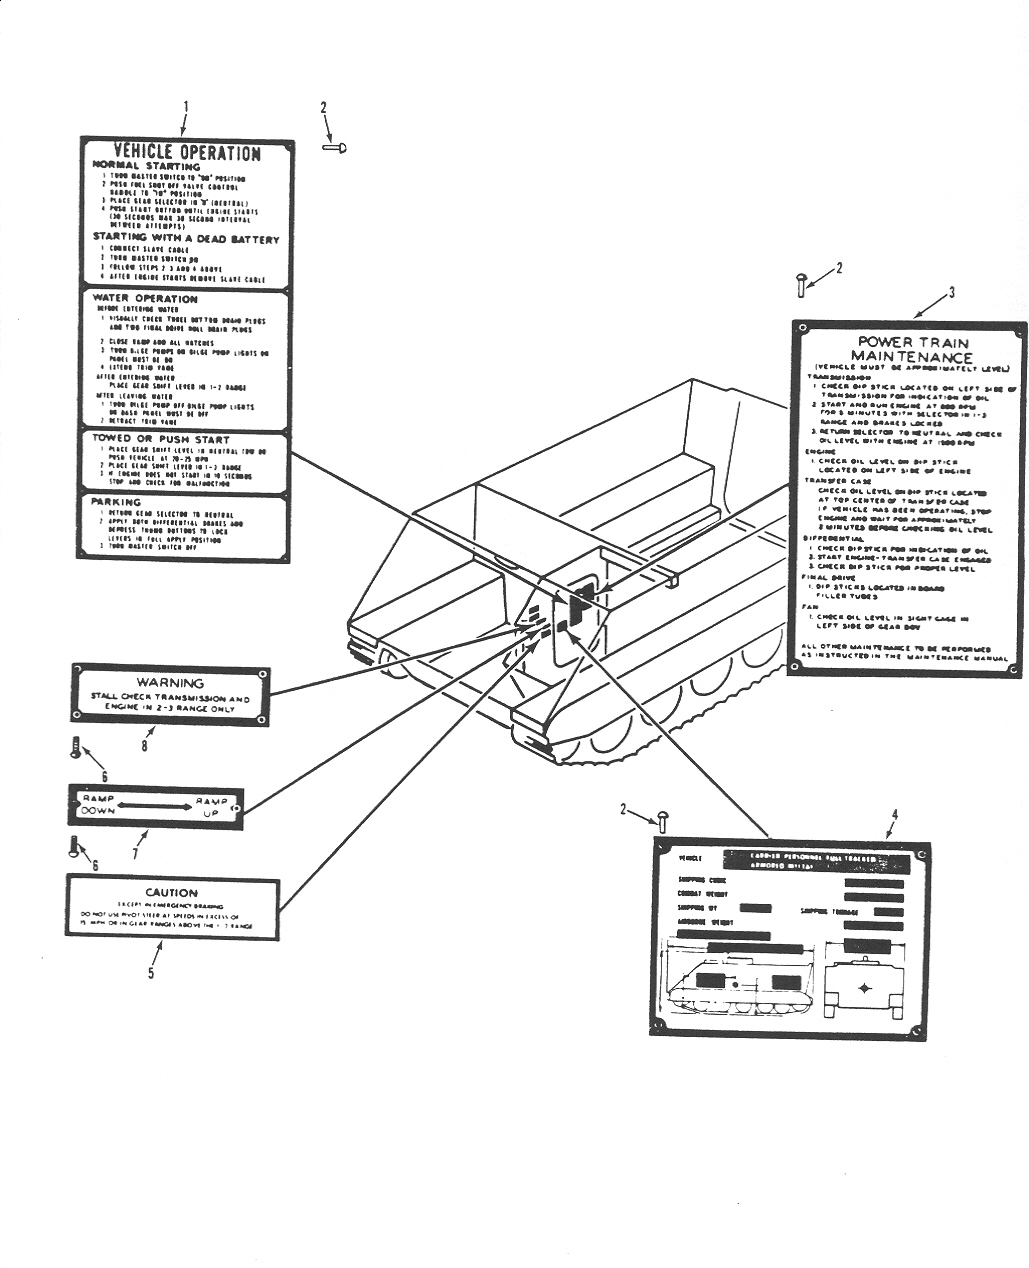 1
2
VEHICLE OPERATION
NORMAL STARTING
1 TURN MASTER SWITCH TO "ON" POSITION
2 PUSH FUEL SHUT OFF VALVE CONTROL
HANDLE TO "IN" POSITION
3 PLACE GEAR SELECTOR IN "N" (NEUTRAL)
4 PUSH START BUTTON UNTIL ENGINE STARTS
(30 SECONDS MAX 30 SECOND INTERVAL
BETWEEN ATTEMPTS)
STARTING WITH A DEAD BATTERY
1 CONNECT SLAVE CABLE
2 TURN MASTER SWITCH ON
3 FOLLOW STEPS 2 3 AND 4 ABOVE
4 AFTER ENGINE STARTS REMOVE SLAVE CABLE
WATER OPERATION
BEFORE ENTERING WATER
1 VISUALLY CHECK THREE BOTTOM DRAIN PLUGS
AND TWO FINAL DRIVE HULL DRAIN PLUGS
2 CLOSE RAMP AND ALL HATCHES
3 TURN BILGE PUMPS ON BILGE PUMP LIGHTS ON
PANEL MUST BE ON
4 EXTEND TRIM VANE
AFTER ENTERING WATER
PLACE GEAR SHIFT LEVER IN 1-2 RANGE
AFTER LEAVING WATER
1 TURN BILGE PUMP OFF BILGE PUMP LIGHTS
ON DASH PANEL MUST BE OFF
2 RETRACT TRIM VANE
TOWED OR PUSH START
1 PLACE GEAR SHIFT LEVEL IN NEUTRAL TOW OR
PUSH VEHICLE AT 20-25 MPH
2 PLACE GEAR SHIFT LEVER IN 1-3 RANGE
3 IF ENGINE DOES NOT START IN 10 SECONDS
STOP AND CHECK FOR MALFUNCTION
PARKING
1 RETURN GEAR SELECTOR TO NEUTRAL
2 APPLY BOTH DIFFERENTIAL BRAKES AND
DEPRESS THUMB BUTTONS TO LOCK
LEVERS IN FULL APPLY POSITION
3 TURN MASTER SWITCH OFF
2
3
POWER TRAIN
MAINTENANCE
(VEHICLE MUST BE APPROXIMATELY LEVEL)
TRANSMISSION
1. CHECK DIP STICK LOCATED ON LEFT SIDE OF
TRANSMISSION FOR INDICATION OF OIL
2. START AND RUN ENGINE AT 800 RPM
FOR 5 MINUTES WITH SELECTOR IN 1-3
RANGE AND BRAKES LOCKED
3. RETURN SELECTOR TO NEUTRAL AND CHECK
OIL LEVEL WITH ENGINE AT 1500 RPM
ENGINE
1. CHECK OIL LEVEL ON DIP STICK
LOCATED ON LEFT SIDE OF ENGINE
TRANSFER CASE
CHECK OIL LEVEL ON DIP STICK LOCATED
AT TOP CENTER OF TRANSFER CASE
IF VEHICLE HAS BEEN OPERATING, STOP
ENGINE AND WAIT FOR APPROXIMATELY
2 MINUTES BEFORE CHECKING OIL LEVEL
DIFFERENTIAL
1. CHECK DIPSTICK FOR INDICATION OF OIL
2. START ENGINE-TRANSFER CASE ENGAGED
3. CHECK DIP STICK FOR PROPER LEVEL
FINAL DRIVE
1. DIP STICKS LOCATED INBOARD
FILLER TUBES
FAN
1. CHECK OIL LEVEL IN SIGHT GAGE IN
LEFT SIDE OF GEAR BOX
ALL OTHER MAINTENANCE TO BE PERFORMED
AS INSTRUCTED IN THE MAINTENANCE MANUAL
WARNING
STALL CHECK TRANSMISSION AND
ENGINE IN 2-3 RANGE ONLY
8
6
RAMP DOWN
RAMP UP
7
6
CAUTION
EXCEPT IN EMERGENCY BRAKING
DO NOT USE PIVOT STEER AT SPEEDS IN EXCESS OF
15 MPH OR IN GEAR RANGES ABOVE THE 1-2 RANGE
5
2
4
VEHICLE
CARRIER PERSONNEL FULL TRACKED
ARMORED
SHIPPING CUBIC
COMBAT WEIGHT
SHIPPING WT
SHIPPING TONNAGE
AIRBORNE WEIGHT